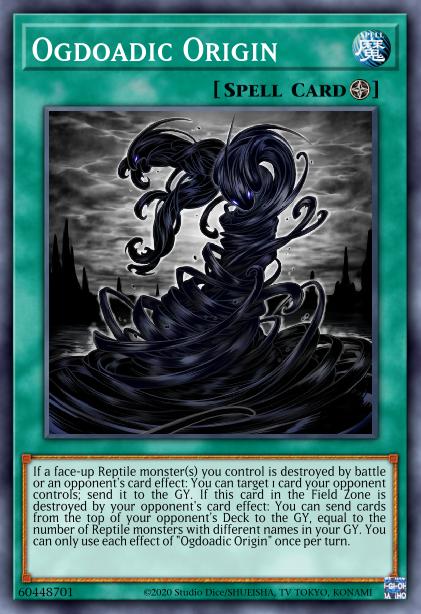 OGDOADIC ORIGIN
SPELL
魔
[SPELL CARD]
If a face-up Reptile monster(s) you control is destroyed by battle
or an opponent's card effect: You can target 1 card your opponent
controls; send it to the GY. If this card in the Field Zone is
destroyed by your opponent's card effect: You can send cards
from the top of your opponent's Deck to the GY, equal to the
number of Reptile monsters with different names in your GY. You
can only use each effect of "Ogdoadic Origin" once per turn.
60448701
©2020 Studio Dice/SHUEISHA, TV TOKYO, KONAMI